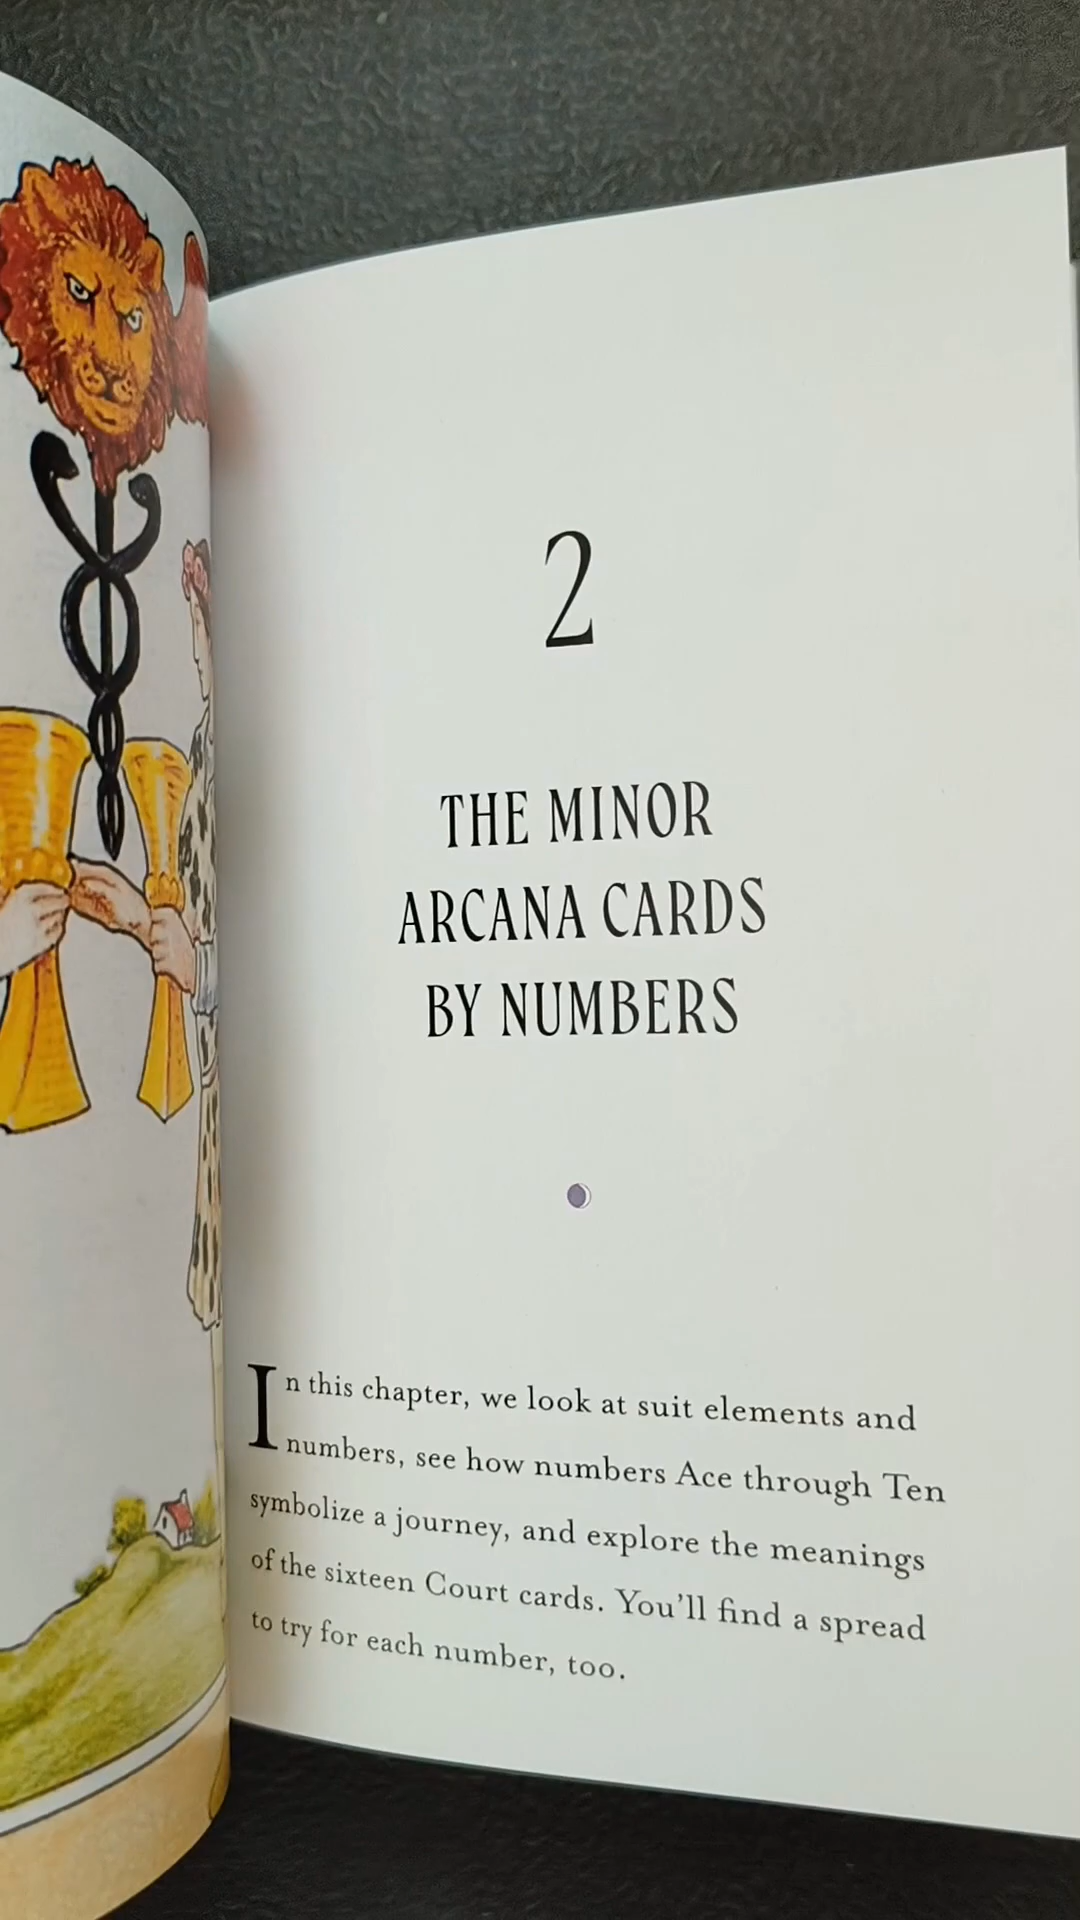 2
THE MINOR
ARCANA CARDS
BY NUMBERS
In this chapter, we look at suit elements and
numbers, see how numbers Ace through Ten
symbolize a journey, and explore the meanings
of the sixteen Court cards. You’ll find a spread
to try for each number, too.